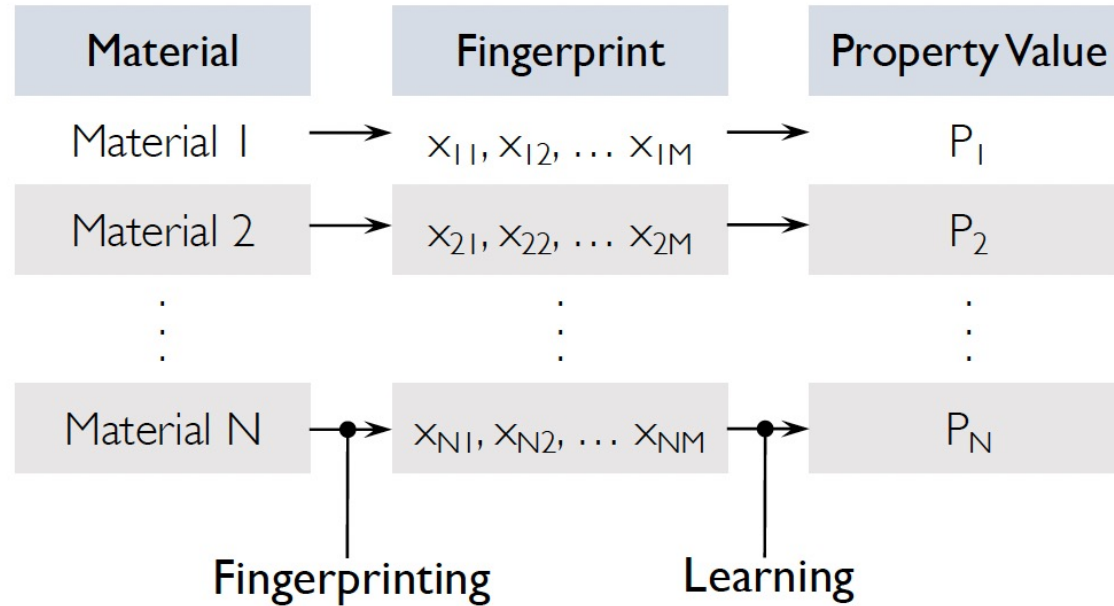 Material Fingerprint Property Value
Material 1 x₁₁, x₁₂, ... x₁M P₁
Material 2 x₂₁, x₂₂, ... x₂M P₂
. . .
. . .
. . .
Material N xN₁, xN₂, ... xNM PN
Fingerprinting Learning